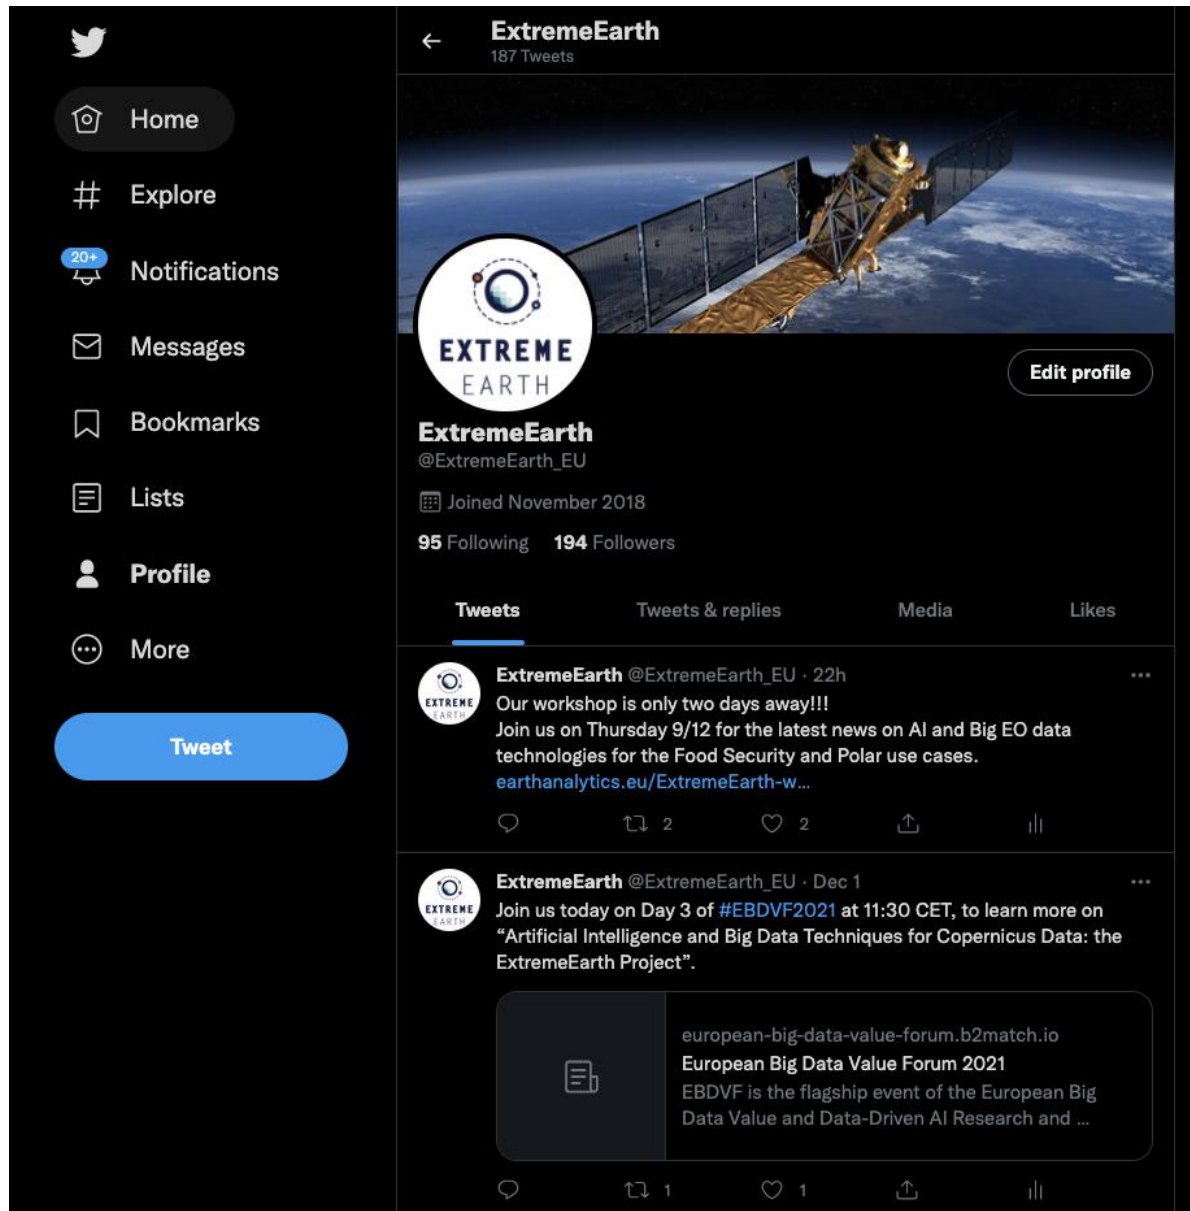 Home
Explore
20+
Notifications
Messages
Bookmarks
Lists
Profile
More
Tweet
ExtremeEarth
187 Tweets
EXTREME
EARTH
Edit profile
ExtremeEarth
@ExtremeEarth_EU
Joined November 2018
95 Following 194 Followers
Tweets Tweets & replies Media Likes
EXTREME
EARTH
ExtremeEarth @ExtremeEarth_EU · 22h
Our workshop is only two days away!!!
Join us on Thursday 9/12 for the latest news on AI and Big EO data
technologies for the Food Security and Polar use cases.
earthanalytics.eu/ExtremeEarth-w...
2 2
EXTREME
EARTH
ExtremeEarth @ExtremeEarth_EU · Dec 1
Join us today on Day 3 of #EBDVF2021 at 11:30 CET, to learn more on
“Artificial Intelligence and Big Data Techniques for Copernicus Data: the
ExtremeEarth Project”.
european-big-data-value-forum.b2match.io
European Big Data Value Forum 2021
EBDVF is the flagship event of the European Big
Data Value and Data-Driven AI Research and ...
1 1